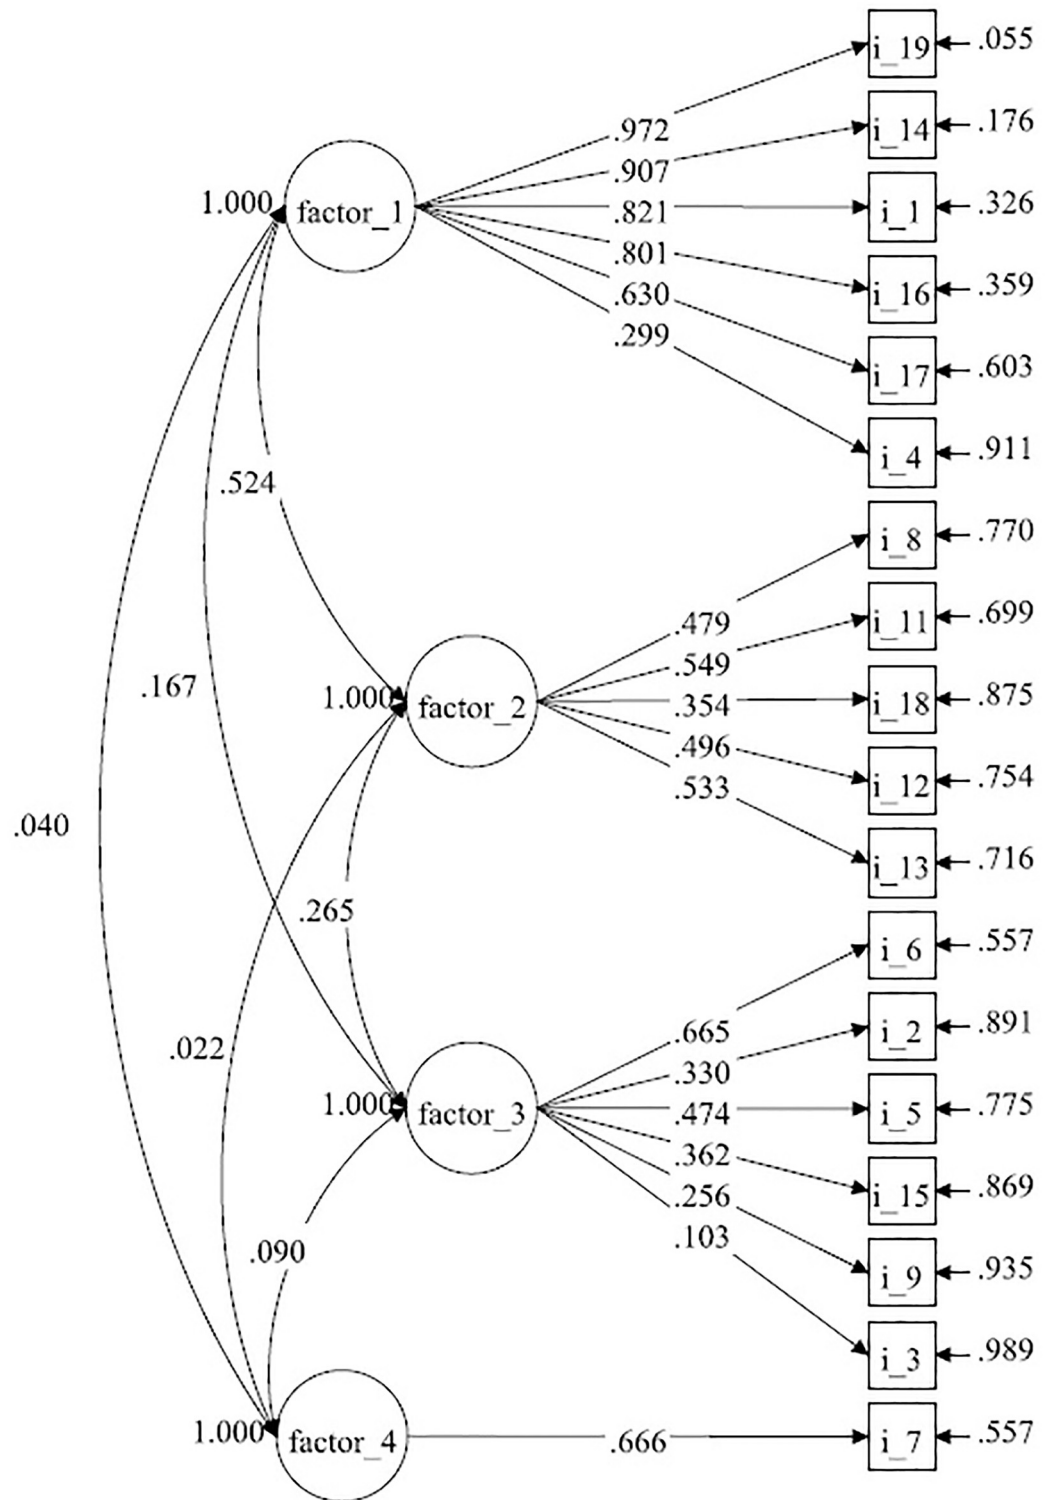 i_19 .055
.972
i_14 .176
.907
1.000 factor_1 .821 i_1 .326
.801
i_16 .359
.630
.299
i_17 .603
i_4 .911
.524
i_8 .770
.479
i_11 .699
.549
.167
1.000 factor_2 .354 i_18 .875
.496
i_12 .754
.533
.040
i_13 .716
.265
i_6 .557
.665
i_2 .891
.022
.330
1.000 factor_3 .474 i_5 .775
.362
i_15 .869
.256
.103
.090
i_9 .935
i_3 .989
1.000 factor_4 .666 i_7 .557